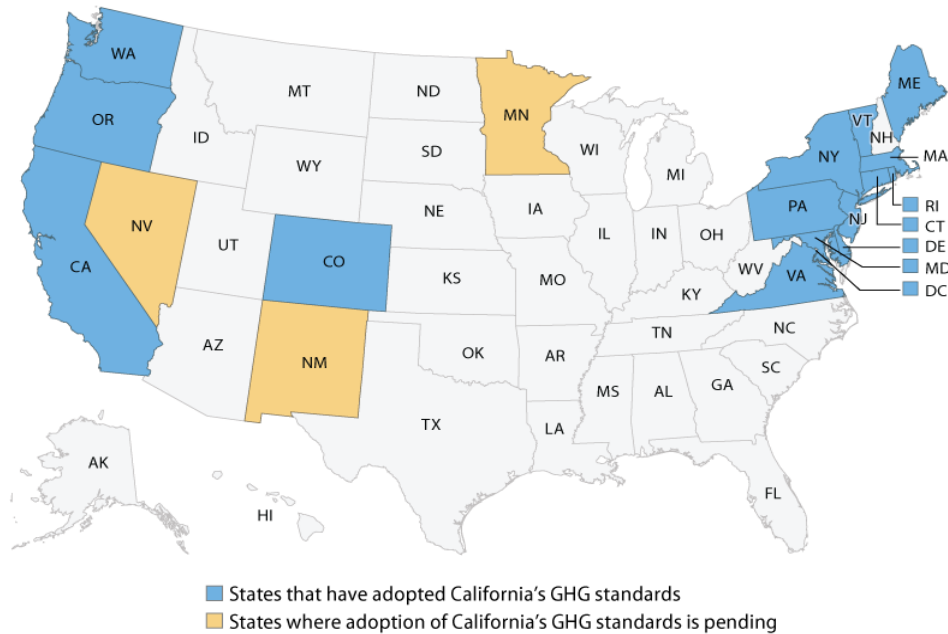 WA
ME
MT
ND
VT
MN
OR
NH
ID
WI
MA
SD
NY
WY
MI
RI
PA
IA
NE
NJ
CT
NV
OH
IL
IN
DE
UT
CO
MD
CA
WV
VA
KS
MO
DC
KY
NC
TN
AZ
OK
NM
AR
SC
MS
AL
GA
TX
LA
AK
FL
HI
States that have adopted California's GHG standards
States where adoption of California's GHG standards is pending